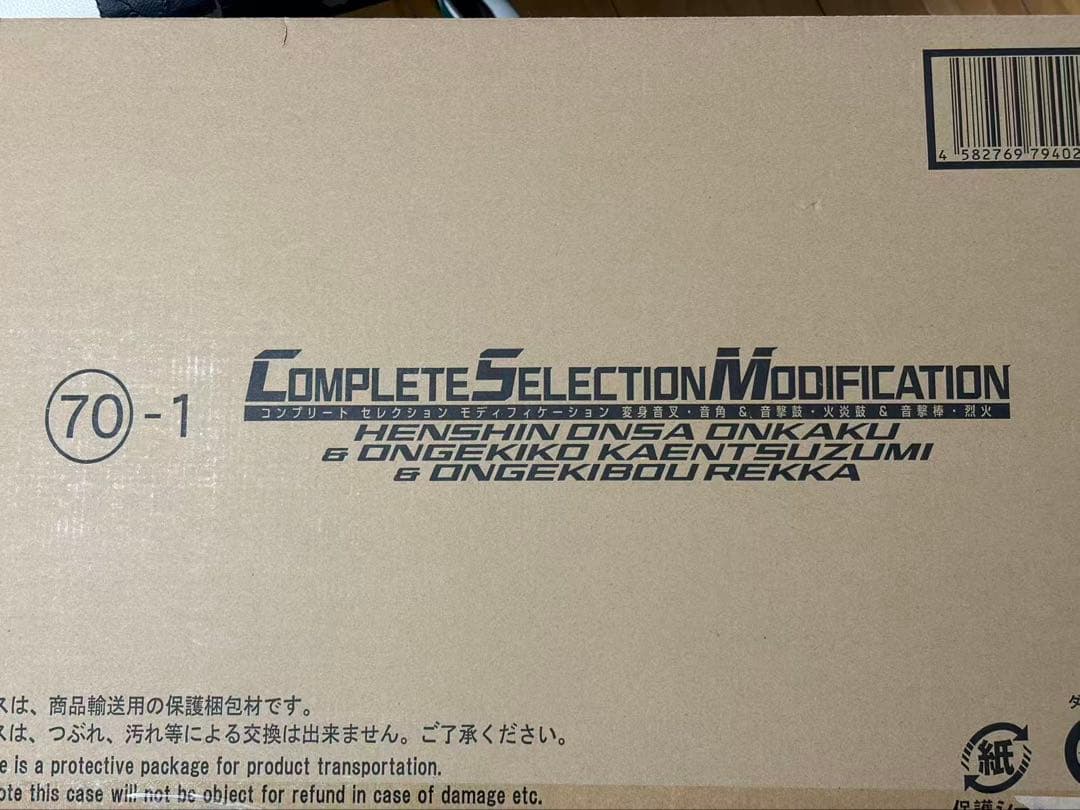 4 582769 79402
70-1
COMPLETE SELECTION MODIFICATION
コンプリート セレクション モディフィケーション 変身音叉・音角 & 音撃鼓・火炎鼓 & 音撃棒・烈火
HENSHIN ONSA ONKAKU
& ONGEKIKO KAENTSUZUMI
& ONGEKIBOU REKKA
スは、商品輸送用の保護梱包材です。
スは、つぶれ、汚れ等による交換は出来ません。ご了承ください。
e is a protective package for product transportation.
ote this case will not be object for refund in case of damage etc.
ダ
紙
保護シー